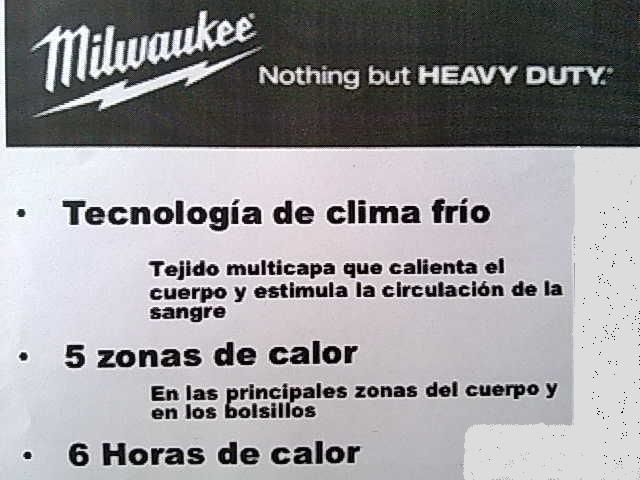 Milwaukee
Nothing but HEAVY DUTY.
• Tecnología de clima frío
Tejido multicapa que calienta el
cuerpo y estimula la circulación de la
sangre
• 5 zonas de calor
En las principales zonas del cuerpo y
en los bolsillos
• 6 Horas de calor